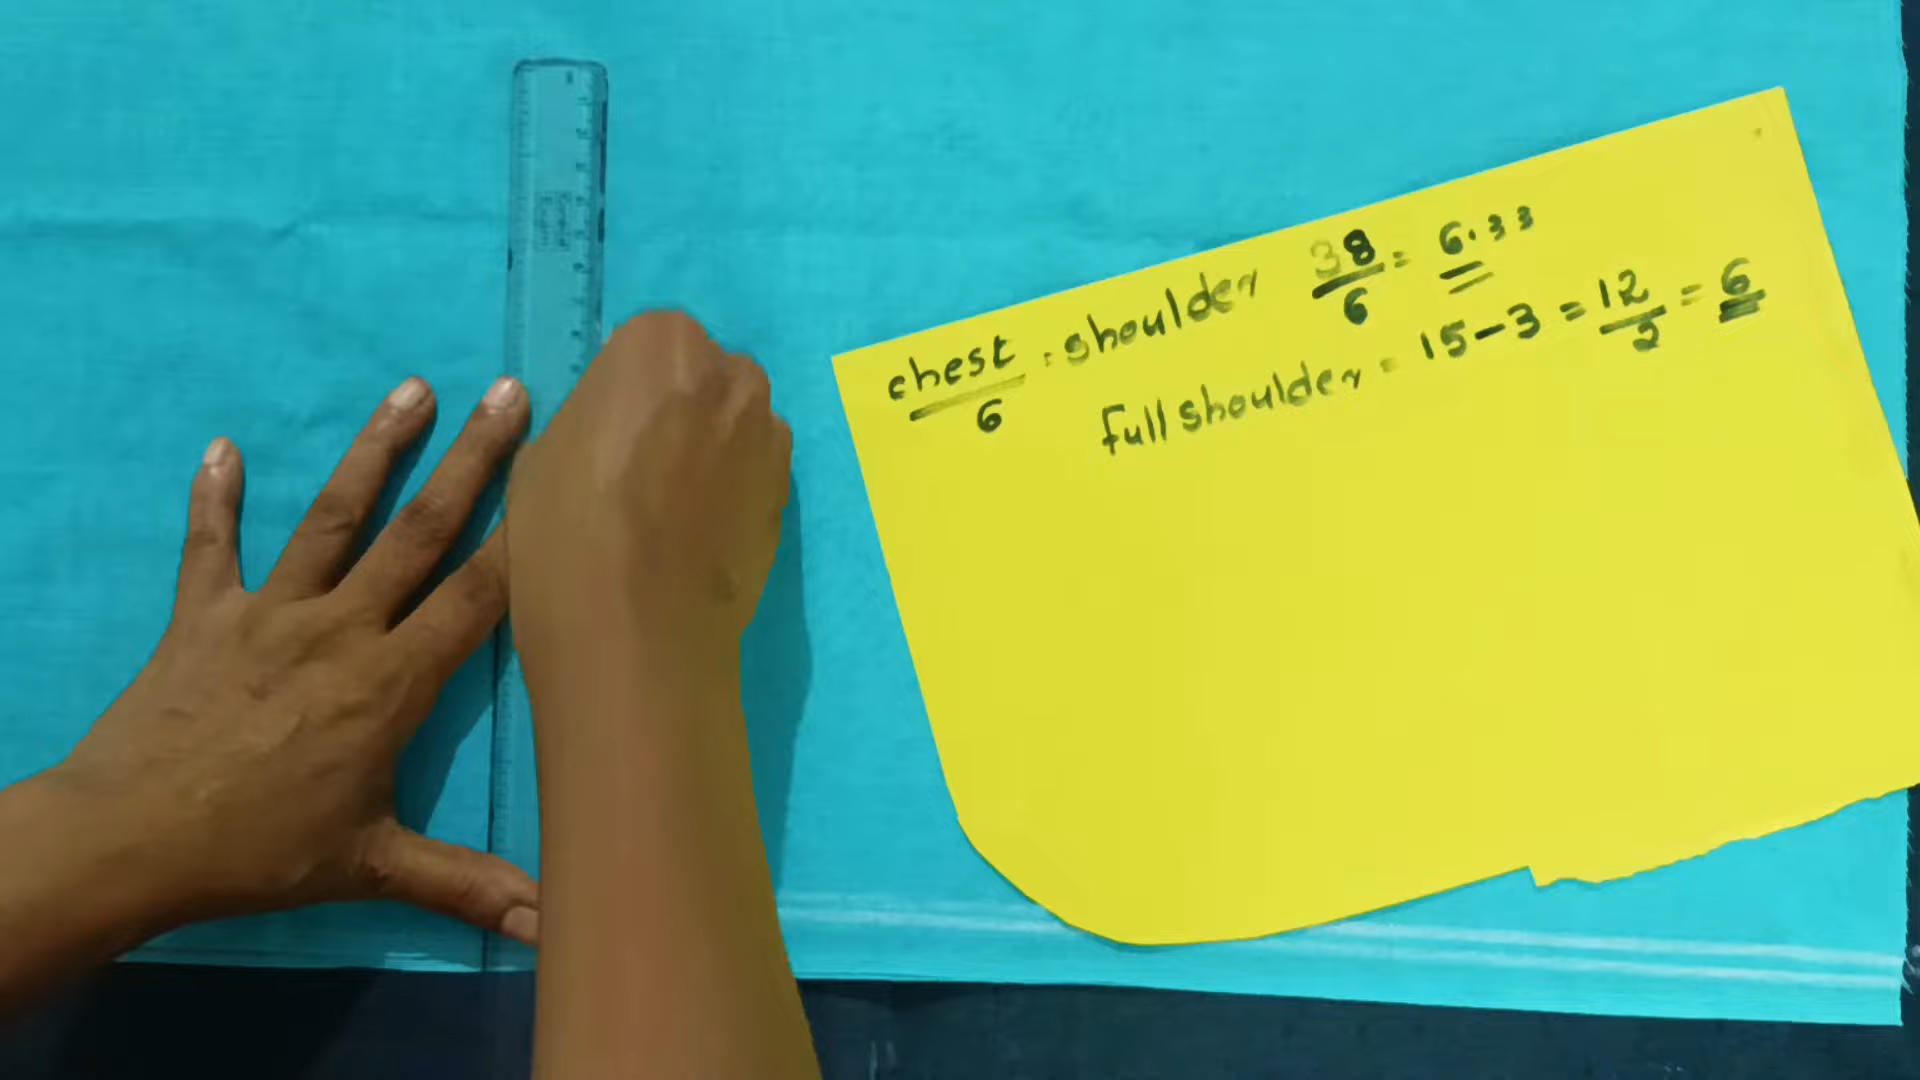 chest/6 = shoulder 38/6 = 6.33
full shoulder = 15-3 = 12/2 = 6